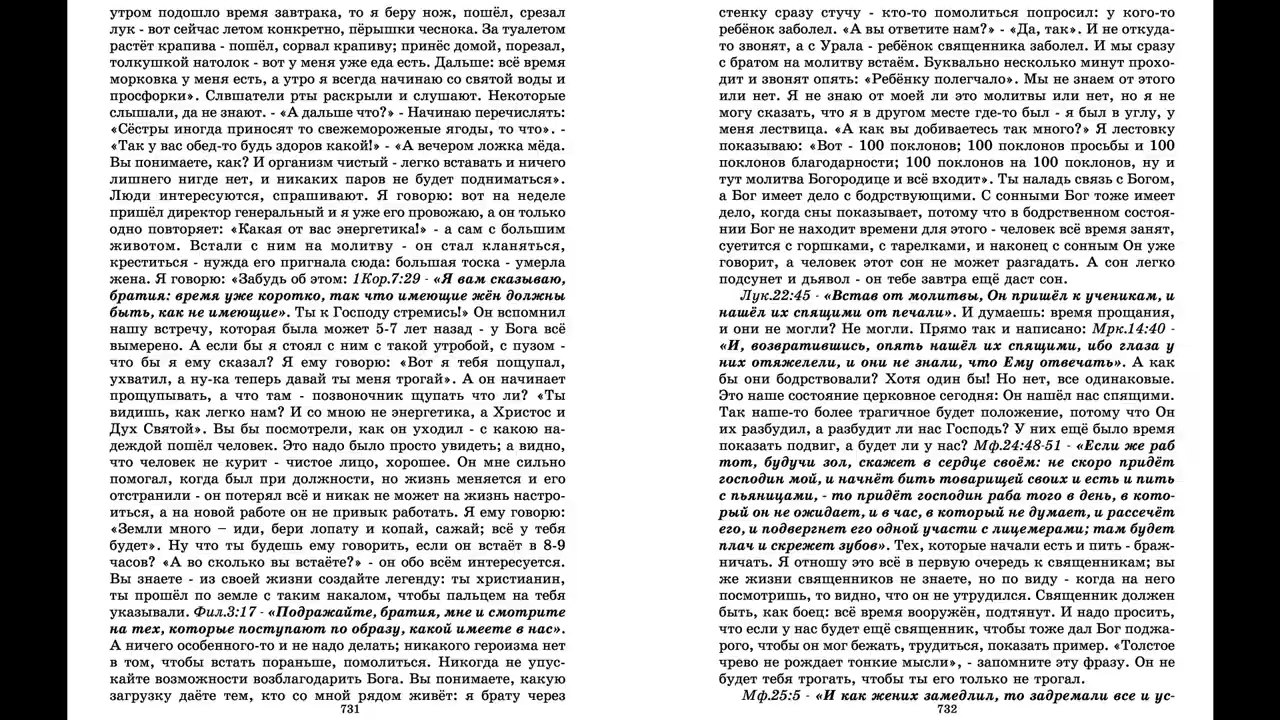 утром подошло время завтрака, то я беру нож, пошёл, срезал
лук - вот сейчас летом конкретно, пёрышки чеснока. За туалетом
растёт крапива - пошёл, сорвал крапиву; принёс домой, порезал,
толкушкой натолок - вот у меня уже еда есть. Дальше: всё время
морковка у меня есть, а утро я всегда начинаю со святой воды и
просфорки». Слвшатели рты раскрыли и слушают. Некоторые
слышали, да не знают. - «А дальше что?» - Начинаю перечислять:
«Сёстры иногда приносят то свежемороженые ягоды, то что». -
«Так у вас обед-то будь здоров какой!» - «А вечером ложка мёда.
Вы понимаете, как? И организм чистый - легко вставать и ничего
лишнего нигде нет, и никаких паров не будет подниматься».
Люди интересуются, спрашивают. Я говорю: вот на неделе
пришёл директор генеральный и я уже его провожаю, а он только
одно повторяет: «Какая от вас энергетика!» - а сам с большим
животом. Встали с ним на молитву - он стал кланяться,
креститься - нужда его пригнала сюда: большая тоска - умерла
жена. Я говорю: «Забудь об этом: 1Кор.7:29 - «Я вам сказываю,
братия: время уже коротко, так что имеющие жён должны
быть, как не имеющие». Ты к Господу стремись!» Он вспомнил
нашу встречу, которая была может 5-7 лет назад - у Бога всё
вымерено. А если бы я стоял с ним с такой утробой, с пузом -
что бы я ему сказал? Я ему говорю: «Вот я тебя пощупал,
ухватил, а ну-ка теперь давай ты меня трогай». А он начинает
прощупывать, а что там - позвоночник щупать что ли? «Ты
видишь, как легко нам? И со мною не энергетика, а Христос и
Дух Святой». Вы бы посмотрели, как он уходил - с какою на-
деждой пошёл человек. Это надо было просто увидеть; а видно,
что человек не курит - чистое лицо, хорошее. Он мне сильно
помогал, когда был при должности, но жизнь меняется и его
отстранили - он потерял всё и никак не может на жизнь настро-
иться, а на новой работе он не привык работать. Я ему говорю:
«Земли много – иди, бери лопату и копай, сажай; всё у тебя
будет». Ну что ты будешь ему говорить, если он встаёт в 8-9
часов? «А во сколько вы встаёте?» - он обо всём интересуется.
Вы знаете - из своей жизни создайте легенду: ты христианин,
ты прошёл по земле с таким накалом, чтобы пальцем на тебя
указывали. Фил.3:17 - «Подражайте, братия, мне и смотрите
на тех, которые поступают по образу, какой имеете в нас».
А ничего особенного-то и не надо делать; никакого героизма нет
в том, чтобы встать пораньше, помолиться. Никогда не упус-
кайте возможности возблагодарить Бога. Вы понимаете, какую
загрузку даёте тем, кто со мной рядом живёт: я брату через
731
стенку сразу стучу - кто-то помолиться попросил: у кого-то
ребёнок заболел. «А вы ответите нам?» - «Да, так». И не откуда-
то звонят, а с Урала - ребёнок священника заболел. И мы сразу
с братом на молитву встаём. Буквально несколько минут прохо-
дит и звонят опять: «Ребёнку полегчало». Мы не знаем от этого
или нет. Я не знаю от моей ли это молитвы или нет, но я не
могу сказать, что я в другом месте где-то был - я был в углу, у
меня лествица. «А как вы добиваетесь так много?» Я лестовку
показываю: «Вот - 100 поклонов; 100 поклонов просьбы и 100
поклонов благодарности; 100 поклонов на 100 поклонов, ну и
тут молитва Богородице и всё входит». Ты наладь связь с Богом,
а Бог имеет дело с бодрствующими. С сонными Бог тоже имеет
дело, когда сны показывает, потому что в бодрственном состоя-
нии Бог не находит времени для этого - человек всё время занят,
суетится с горшками, с тарелками, и наконец с сонным Он уже
говорит, а человек этот сон не может разгадать. А сон легко
подсунет и дьявол - он тебе завтра ещё даст сон.
Лук.22:45 - «Встав от молитвы, Он пришёл к ученикам, и
нашёл их спящими от печали». И думаешь: время прощания,
и они не могли? Не могли. Прямо так и написано: Мрк.14:40 -
«И, возвратившись, опять нашёл их спящими, ибо глаза у
них отяжелели, и они не знали, что Ему отвечать». А как
бы они бодрствовали? Хотя один бы! Но нет, все одинаковые.
Это наше состояние церковное сегодня: Он нашёл нас спящими.
Так наше-то более трагичное будет положение, потому что Он
их разбудил, а разбудит ли нас Господь? У них ещё было время
показать подвиг, а будет ли у нас? Мф.24:48-51 - «Если же раб
тот, будучи зол, скажет в сердце своём: не скоро придёт
господин мой, и начнёт бить товарищей своих и есть и пить
с пьяницами, - то придёт господин раба того в день, в кото-
рый он не ожидает, и в час, в который не думает, и рассечёт
его, и подвергнет его одной участи с лицемерами; там будет
плач и скрежет зубов». Тех, которые начали есть и пить - браж-
ничать. Я отношу это всё в первую очередь к священникам; вы
же жизни священников не знаете, но по виду - когда на него
посмотришь, то видно, что он не утрудился. Священник должен
быть, как боец: всё время вооружён, подтянут. И надо просить,
что если у нас будет ещё священник, чтобы тоже дал Бог поджа-
рого, чтобы он мог бежать, трудиться, показать пример. «Толстое
чрево не рождает тонкие мысли», - запомните эту фразу. Он не
будет тебя трогать, чтобы ты его только не трогал.
Мф.25:5 - «И как жених замедлил, то задремали все и ус-
732